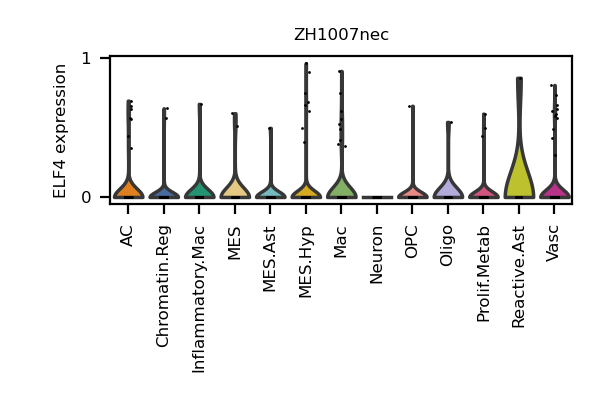 ZH1007nec
ELF4 expression
1
0
AC
Chromatin.Reg
Inflammatory.Mac
MES
MES.Ast
MES.Hyp
Mac
Neuron
OPC
Oligo
Prolif.Metab
Reactive.Ast
Vasc